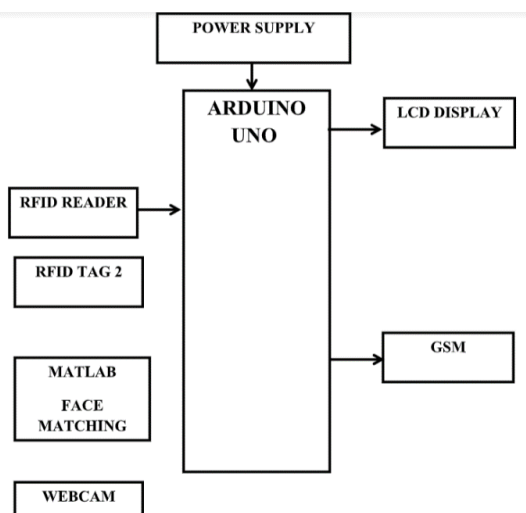 POWER SUPPLY
ARDUINO
UNO
LCD DISPLAY
RFID READER
RFID TAG 2
GSM
MATLAB
FACE
MATCHING
WEBCAM